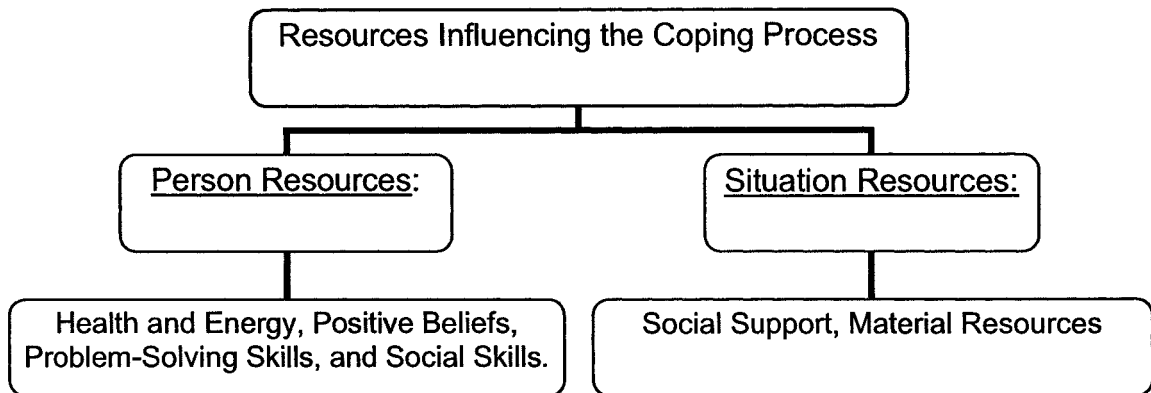 Resources Influencing the Coping Process
Person Resources:
Situation Resources:
Health and Energy, Positive Beliefs,
Problem-Solving Skills, and Social Skills.
Social Support, Material Resources